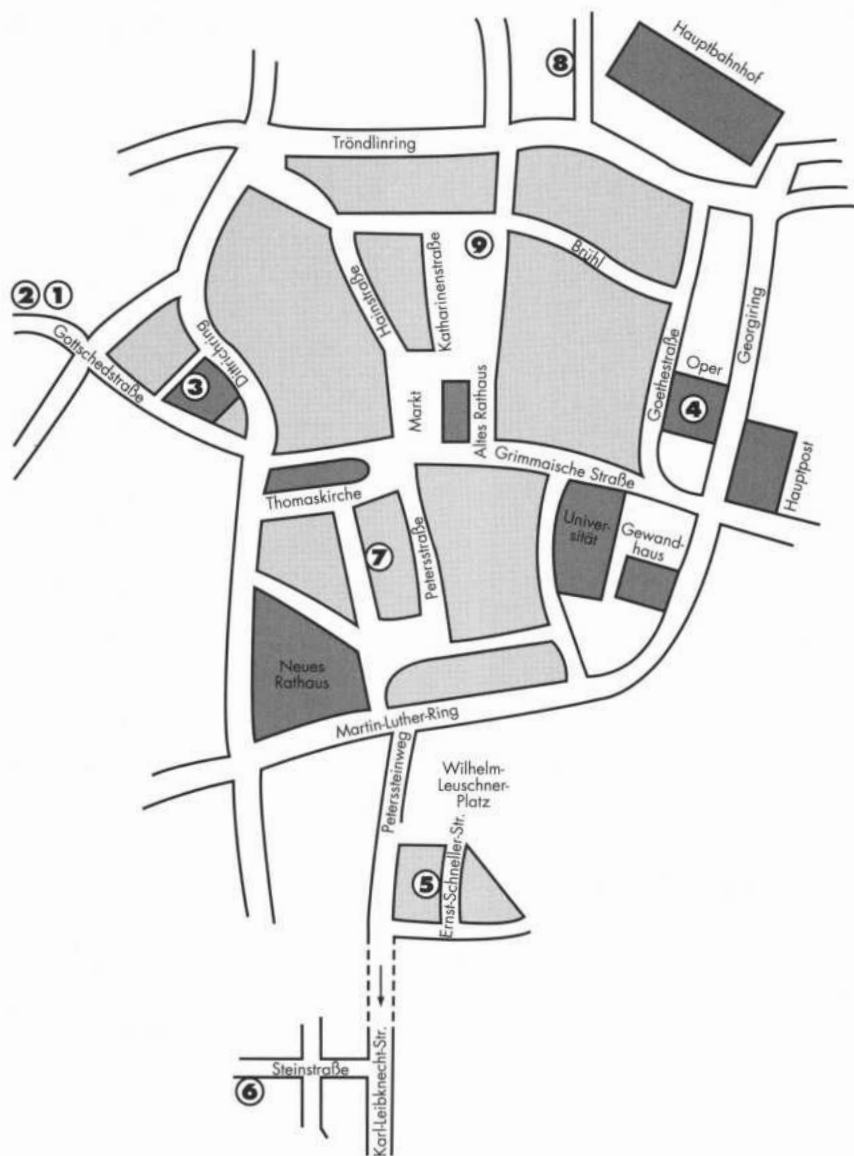 Hauptbahnhof
8
Tröndlinring
9
Brühl
Hainstraße
Katharinenstraße
2 1
Gottschedstraße
Dittrichring
3
Markt
Altes Rathaus
Goethestraße
Oper
4
Georgiring
Hauptpost
Grimmaische Straße
Thomaskirche
7
Petersstraße
Univer-
sität
Gewand-
haus
Neues
Rathaus
Martin-Luther-Ring
Peterssteinweg
Wilhelm-
Leuschner-
Platz
5
Ernst-Schneller-Str.
Steinstraße
6
Karl-Leibknecht-Str.